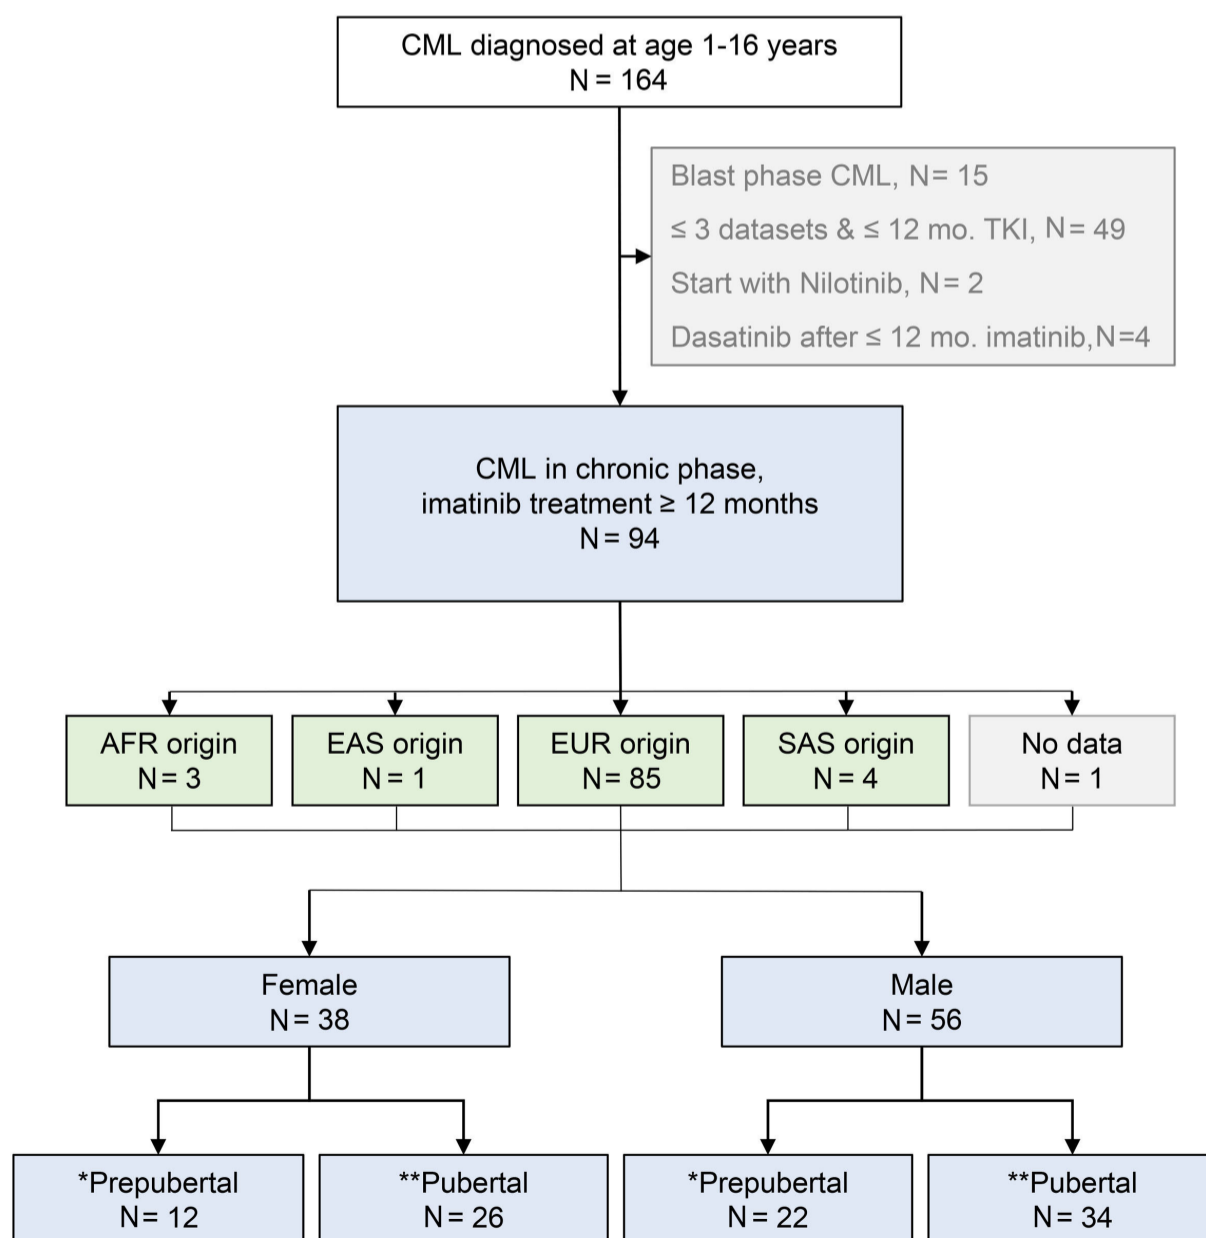 CML diagnosed at age 1-16 years
N = 164
Blast phase CML, N= 15
≤ 3 datasets & ≤ 12 mo. TKI, N= 49
Start with Nilotinib, N= 2
Dasatinib after ≤ 12 mo. imatinib,N=4
CML in chronic phase,
imatinib treatment ≥ 12 months
N= 94
AFR origin
N= 3
EAS origin
N= 1
EUR origin
N= 85
SAS origin
N= 4
No data
N= 1
Female
N= 38
Male
N= 56
*Prepubertal
N= 12
**Pubertal
N= 26
*Prepubertal
N= 22
**Pubertal
N= 34